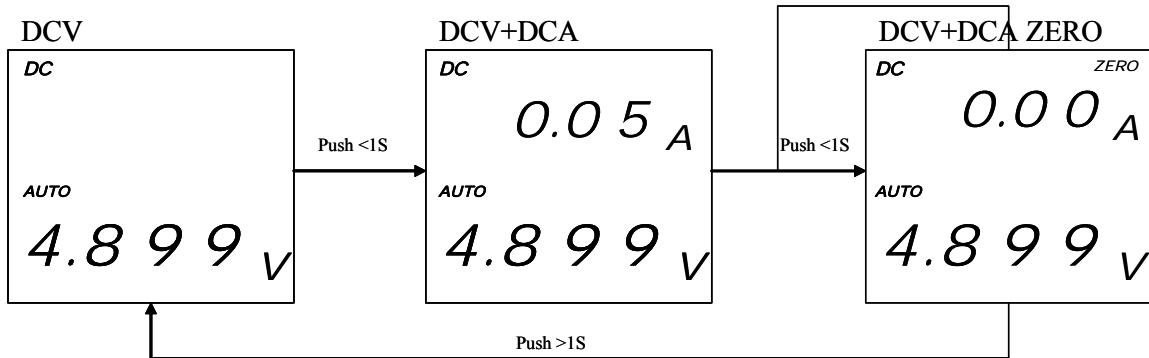 DCV
DC
AUTO
4.899 V
Push <1S
DCV+DCA
DC
0.05 A
AUTO
4.899 V
Push <1S
DCV+DCA ZERO
DC ZERO
0.00 A
AUTO
4.899 V
Push >1S